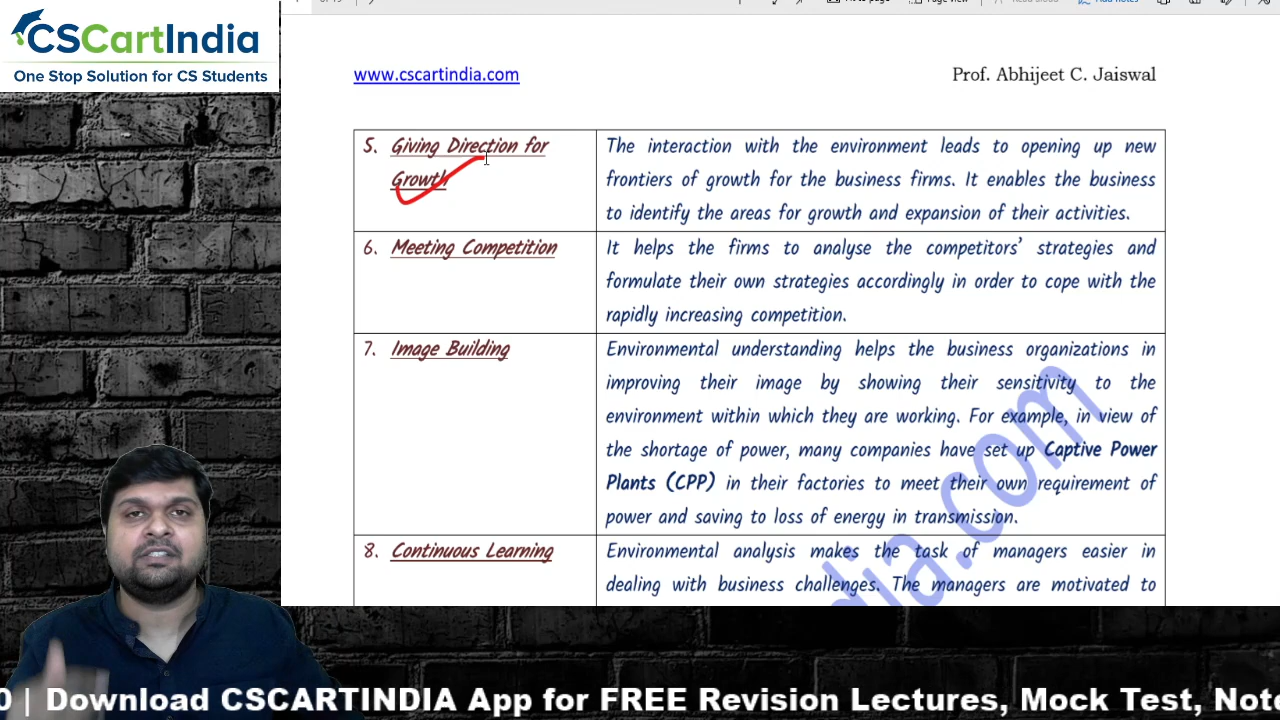 CSCartIndia
One Stop Solution for CS Students
Page view
Add notes
www.cscartindia.com
Prof. Abhijeet C. Jaiswal
5. Giving Direction for
Growth
The interaction with the environment leads to opening up new
frontiers of growth for the business firms. It enables the business
to identify the areas for growth and expansion of their activities.
6. Meeting Competition
It helps the firms to analyse the competitors' strategies and
formulate their own strategies accordingly in order to cope with the
rapidly increasing competition.
7. Image Building
Environmental understanding helps the business organizations in
improving their image by showing their sensitivity to the
environment within which they are working. For example, in view of
the shortage of power, many companies have set up Captive Power
Plants (CPP) in their factories to meet their own requirement of
power and saving to loss of energy in transmission.
8. Continuous Learning
Environmental analysis makes the task of managers easier in
dealing with business challenges. The managers are motivated to
dia.com
0 | Download CSCARTINDIA App for FREE Revision Lectures, Mock Test, Note